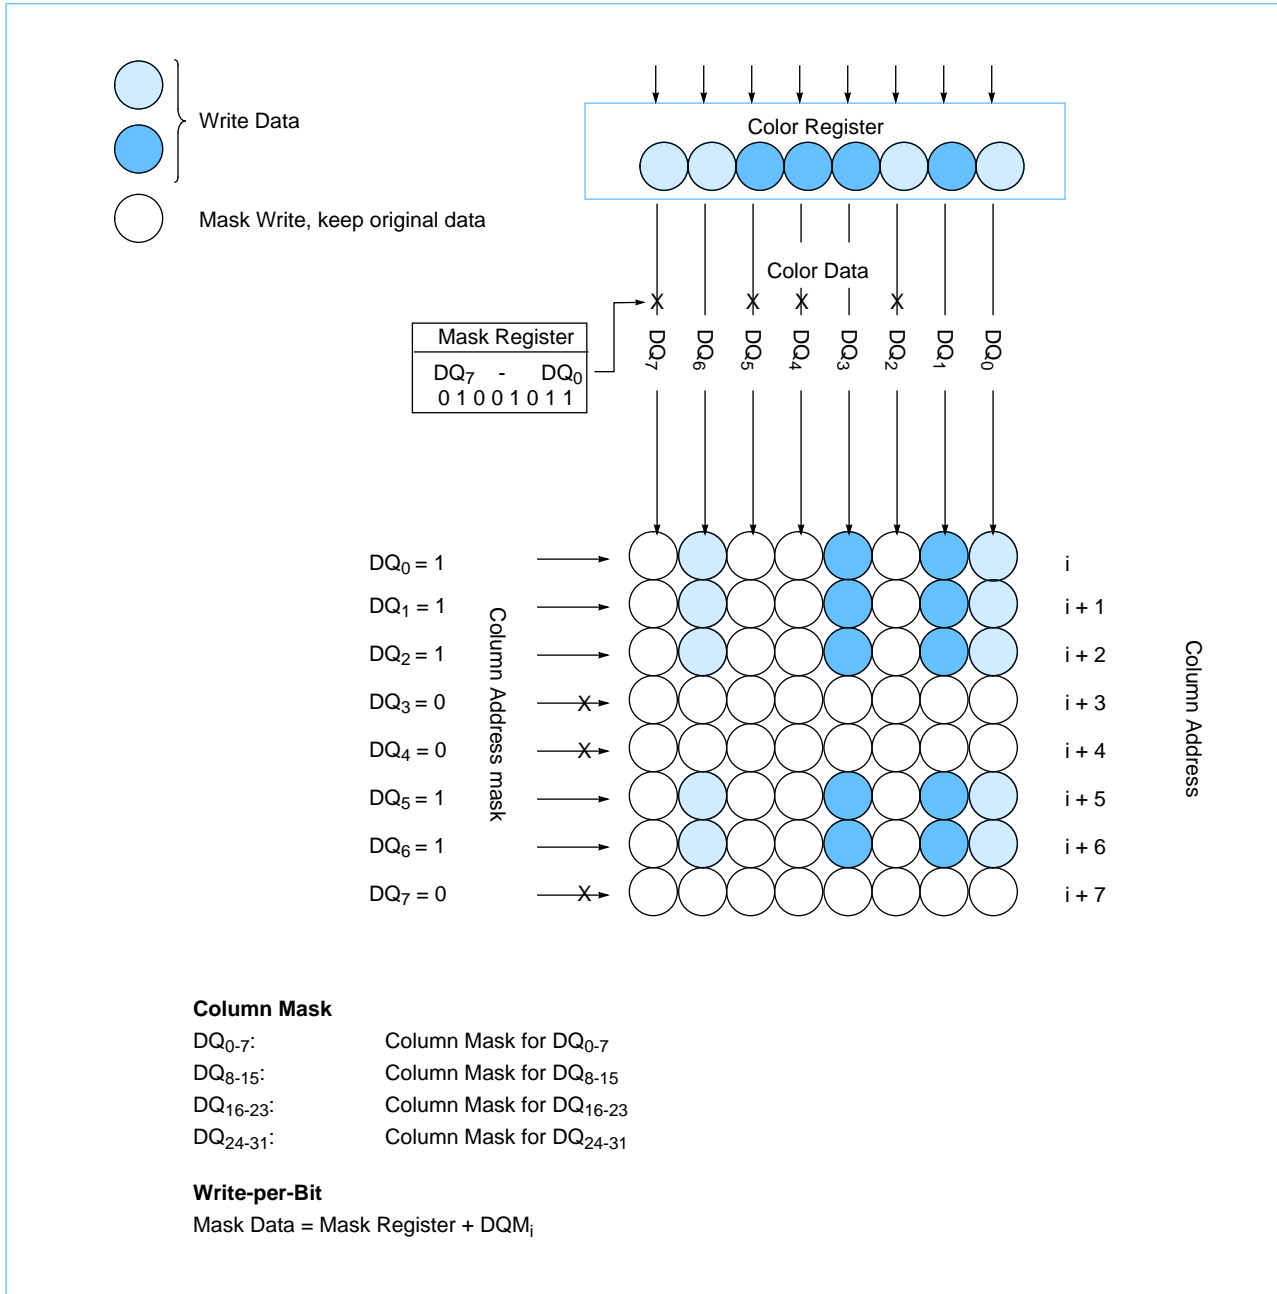 Color Register
Write Data
Mask Write, keep original data
Color Data
X X X X
Mask Register
DQ7 - DQ0
0 1 0 0 1 0 1 1
DQ7 DQ6 DQ5 DQ4 DQ3 DQ2 DQ1 DQ0
DQ0 = 1 i
DQ1 = 1 i + 1
DQ2 = 1 i + 2
DQ3 = 0 X i + 3
DQ4 = 0 X i + 4
DQ5 = 1 i + 5
DQ6 = 1 i + 6
DQ7 = 0 X i + 7
Column Address mask
Column Address
Column Mask
DQ0-7: Column Mask for DQ0-7
DQ8-15: Column Mask for DQ8-15
DQ16-23: Column Mask for DQ16-23
DQ24-31: Column Mask for DQ24-31
Write-per-Bit
Mask Data = Mask Register + DQMi